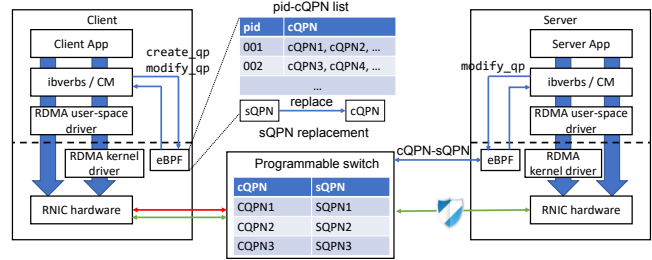 Client
Client App
create_qp
modify_qp
ibverbs / CM
RDMA user-space
driver
RDMA kernel
driver
eBPF
RNIC hardware
pid-cQPN list
pid cQPN
001 cQPN1, cQPN2, …
002 cQPN3, cQPN4, …
…
replace
sQPN cQPN
sQPN replacement
Programmable switch
cQPN sQPN
CQPN1 SQPN1
CQPN2 SQPN2
CQPN3 SQPN3
cQPN-sQPN
Server
Server App
modify_qp
ibverbs / CM
RDMA user-space
driver
eBPF
RDMA
kernel driver
RNIC hardware